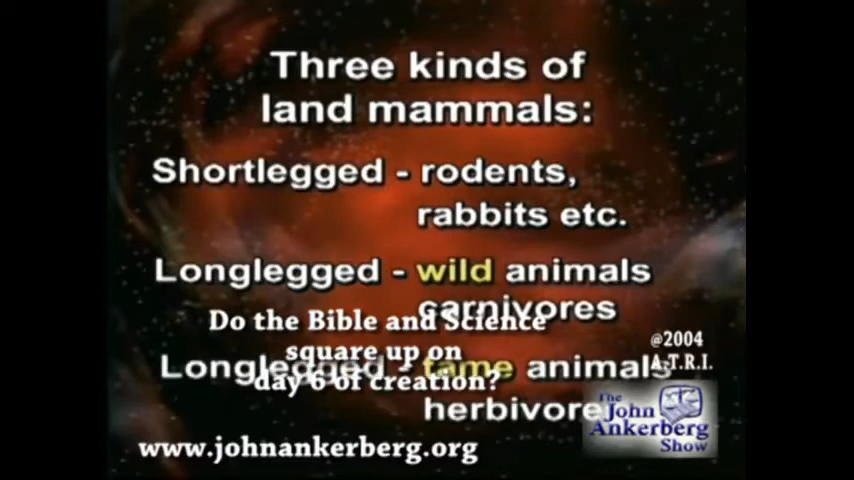 Three kinds of
land mammals:
Shortlegged - rodents,
rabbits etc.
Longlegged - wild animals
carnivores
Do the Bible and Science
square up on
day 6 of creation?
Longlegged - tame animals
herbivore
@2004
A.T.R.I.
The
John
Ankerberg
Show
www.johnankerberg.org